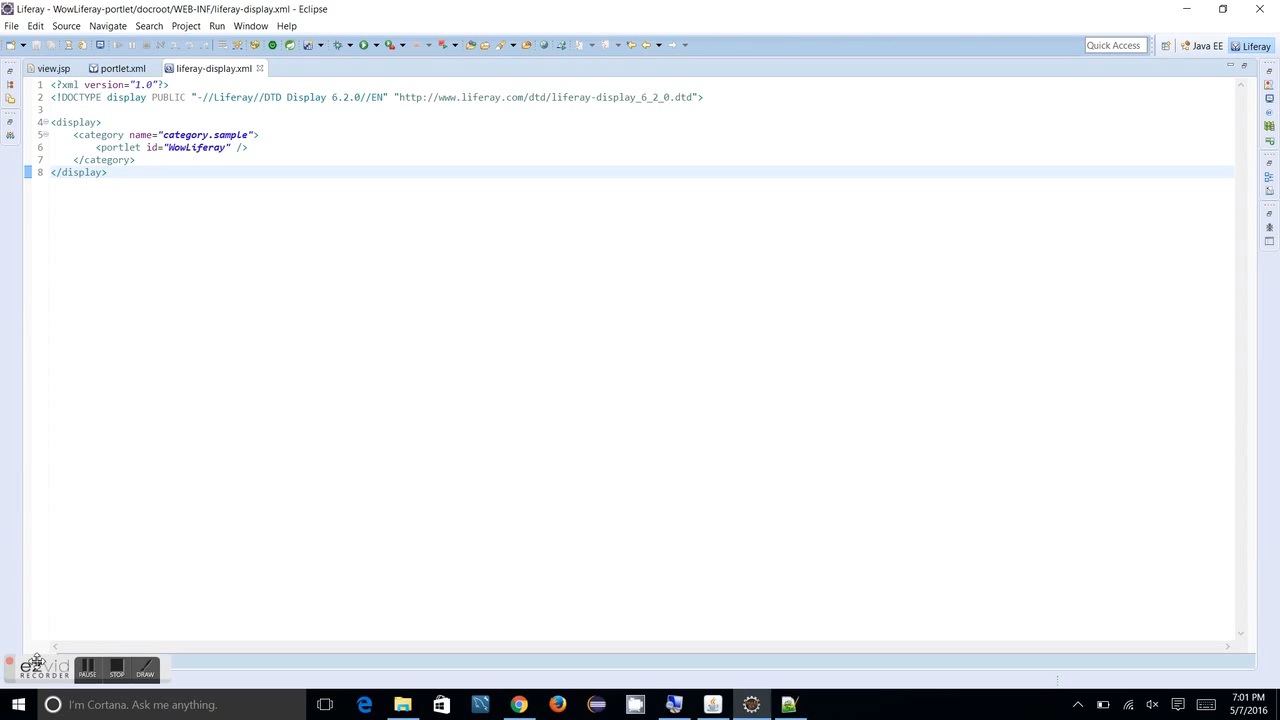 Liferay - WowLiferay-portlet/docroot/WEB-INF/liferay-display.xml - Eclipse
File Edit Source Navigate Search Project Run Window Help
Quick Access Java EE Liferay
view.jsp portlet.xml liferay-display.xml
1 <?xml version="1.0"?>
2 <!DOCTYPE display PUBLIC "-//Liferay//DTD Display 6.2.0//EN" "http://www.liferay.com/dtd/liferay-display_6_2_0.dtd">
3
4 <display>
5 <category name="category.sample">
6 <portlet id="WowLiferay" />
7 </category>
8 </display>
ezvid
RECORDER PAUSE STOP DRAW
I'm Cortana. Ask me anything.
7:01 PM
5/7/2016